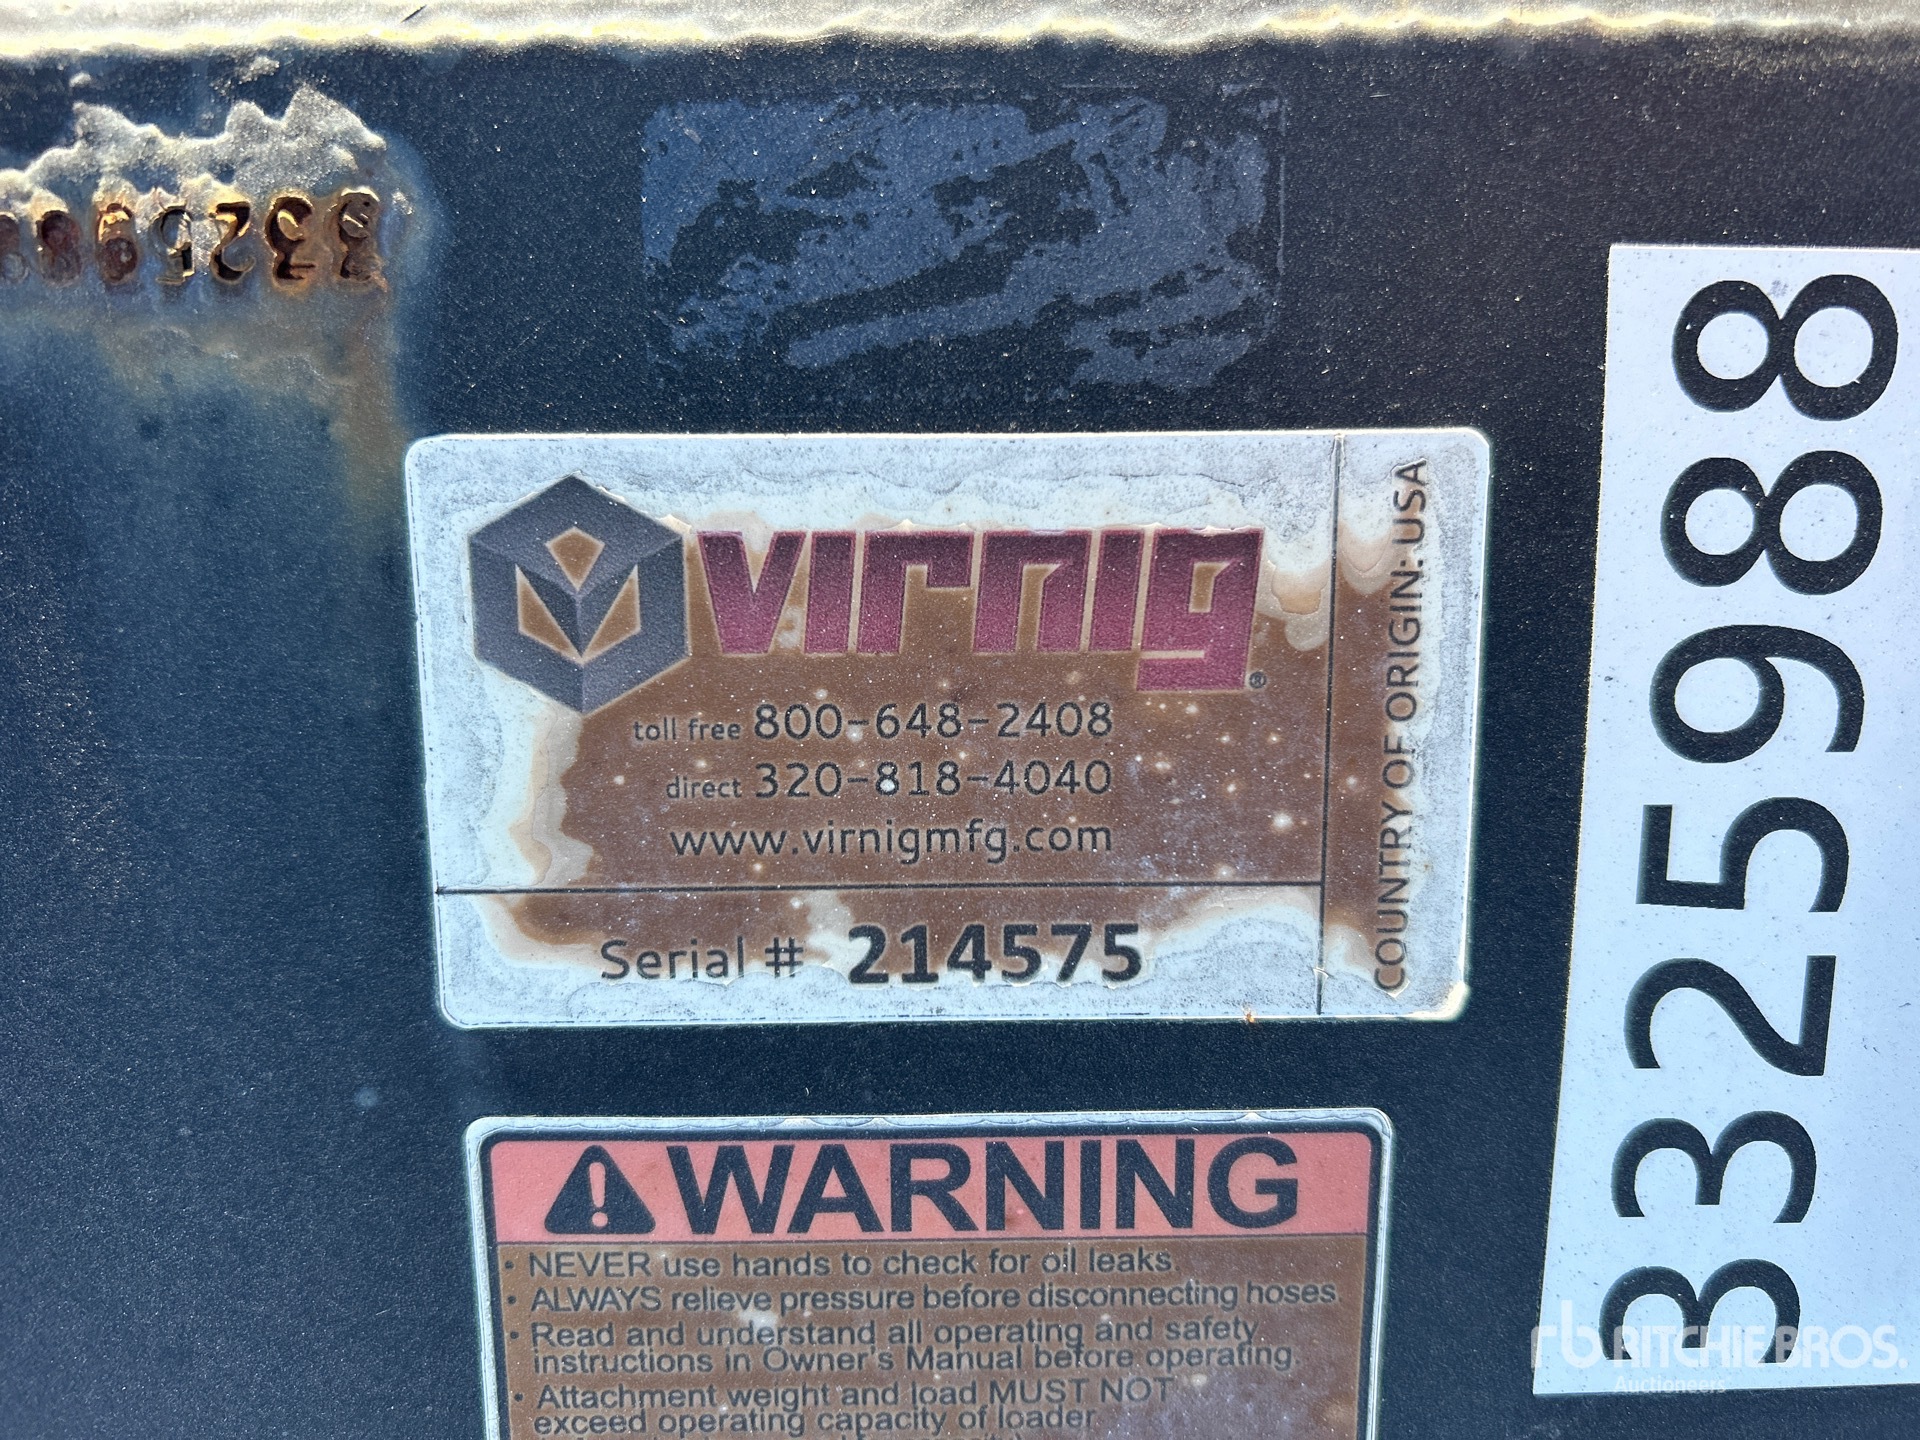 3325988
virnig®
toll free 800-648-2408
direct 320-818-4040
www.virnigmfg.com
Serial # 214575
COUNTRY OF ORIGIN: USA
3325988
WARNING
• NEVER use hands to check for oil leaks.
• ALWAYS relieve pressure before disconnecting hoses.
• Read and understand all operating and safety
instructions in Owner's Manual before operating.
• Attachment weight and load MUST NOT
exceed operating capacity of loader
rb RITCHIE BROS.
Auctioneers